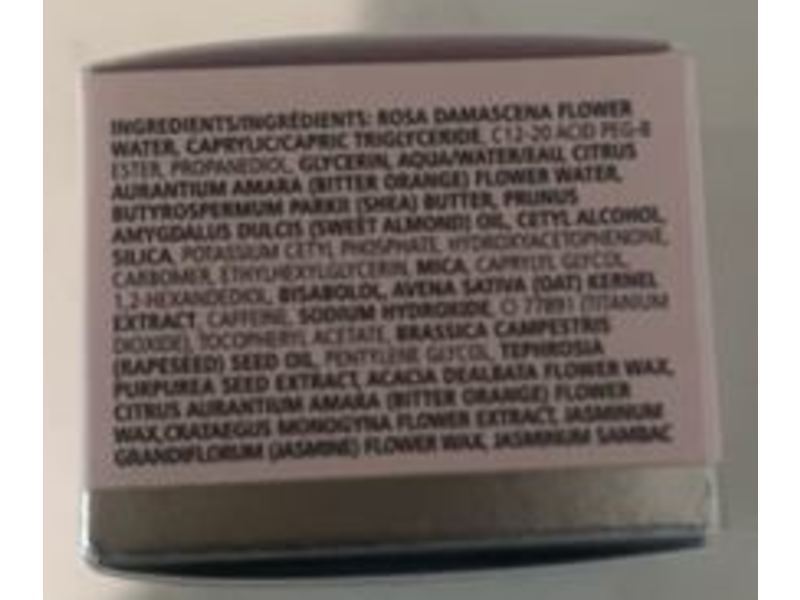 INGREDIENTS/INGRÉDIENTS: ROSA DAMASCENA FLOWER
WATER, CAPRYLIC/CAPRIC TRIGLYCERIDE, C12-20 ACID PEG-8
ESTER, PROPANEDIOL, GLYCERIN, AQUA/WATER/EAU, CITRUS
AURANTIUM AMARA (BITTER ORANGE) FLOWER WATER,
BUTYROSPERMUM PARKII (SHEA) BUTTER, PRUNUS
AMYGDALUS DULCIS (SWEET ALMOND) OIL, CETYL ALCOHOL,
SILICA, POTASSIUM CETYL PHOSPHATE, HYDROXYACETOPHENONE,
CARBOMER, ETHYLHEXYLGLYCERIN, MICA, CAPRYLYL GLYCOL,
1,2-HEXANDEDIOL, BISABOLOL, AVENA SATIVA (OAT) KERNEL
EXTRACT, CAFFEINE, SODIUM HYDROXIDE, CI 77891 (TITANIUM
DIOXIDE), TOCOPHERYL ACETATE, BRASSICA CAMPESTRIS
(RAPESEED) SEED OIL, PENTYLENE GLYCOL, TEPHROSIA
PURPUREA SEED EXTRACT, ACACIA DEALBATA FLOWER WAX,
CITRUS AURANTIUM AMARA (BITTER ORANGE) FLOWER
WAX,CRATAEGUS MONOGYNA FLOWER EXTRACT, JASMINUM
GRANDIFLORUM (JASMINE) FLOWER WAX, JASMINUM SAMBAC